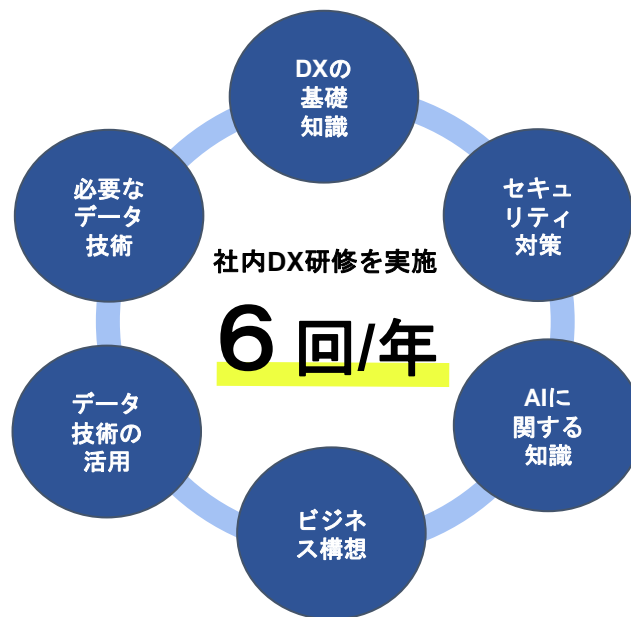 DXの
基礎
知識
必要な
データ
技術
セキュ
リティ
対策
社内DX研修を実施
６回/年
データ
技術の
活用
AIに
関する
知識
ビジネ
ス構想